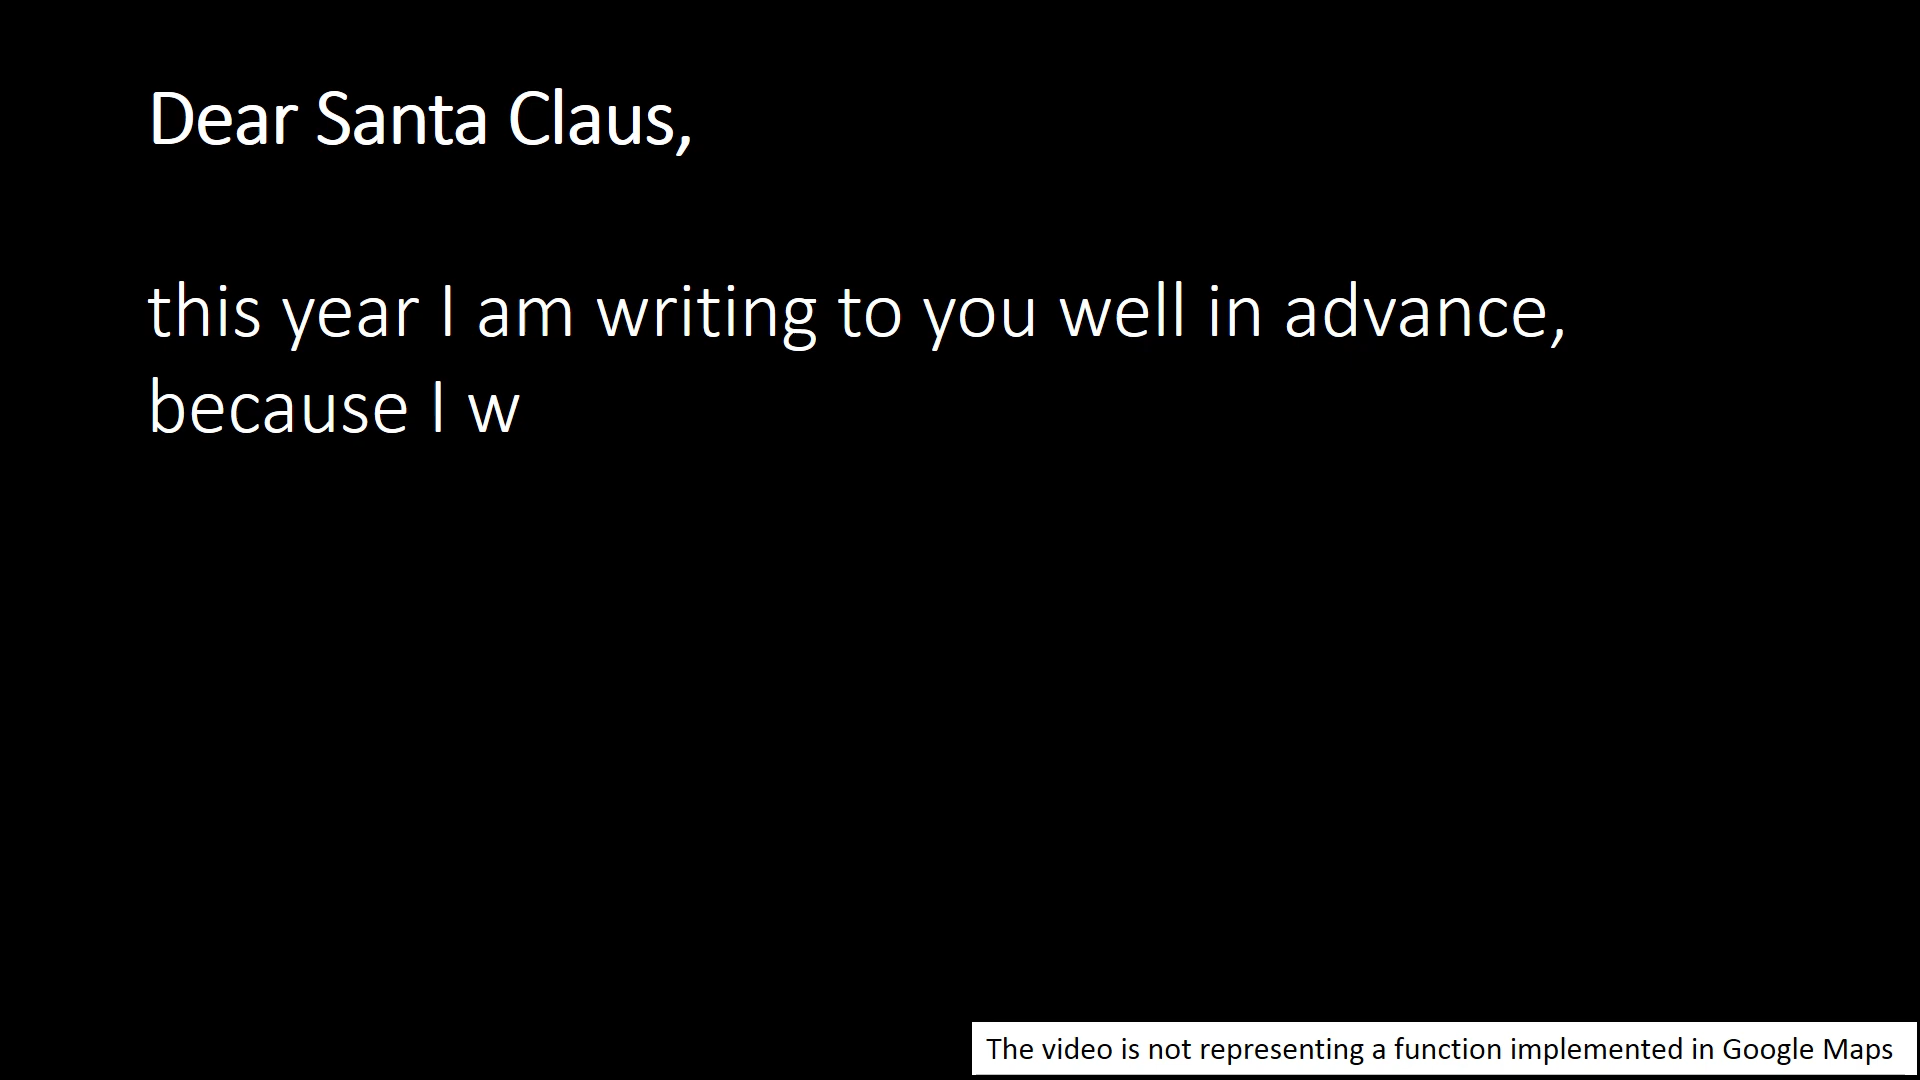 Dear Santa Claus,
this year I am writing to you well in advance,
because I w
The video is not representing a function implemented in Google Maps